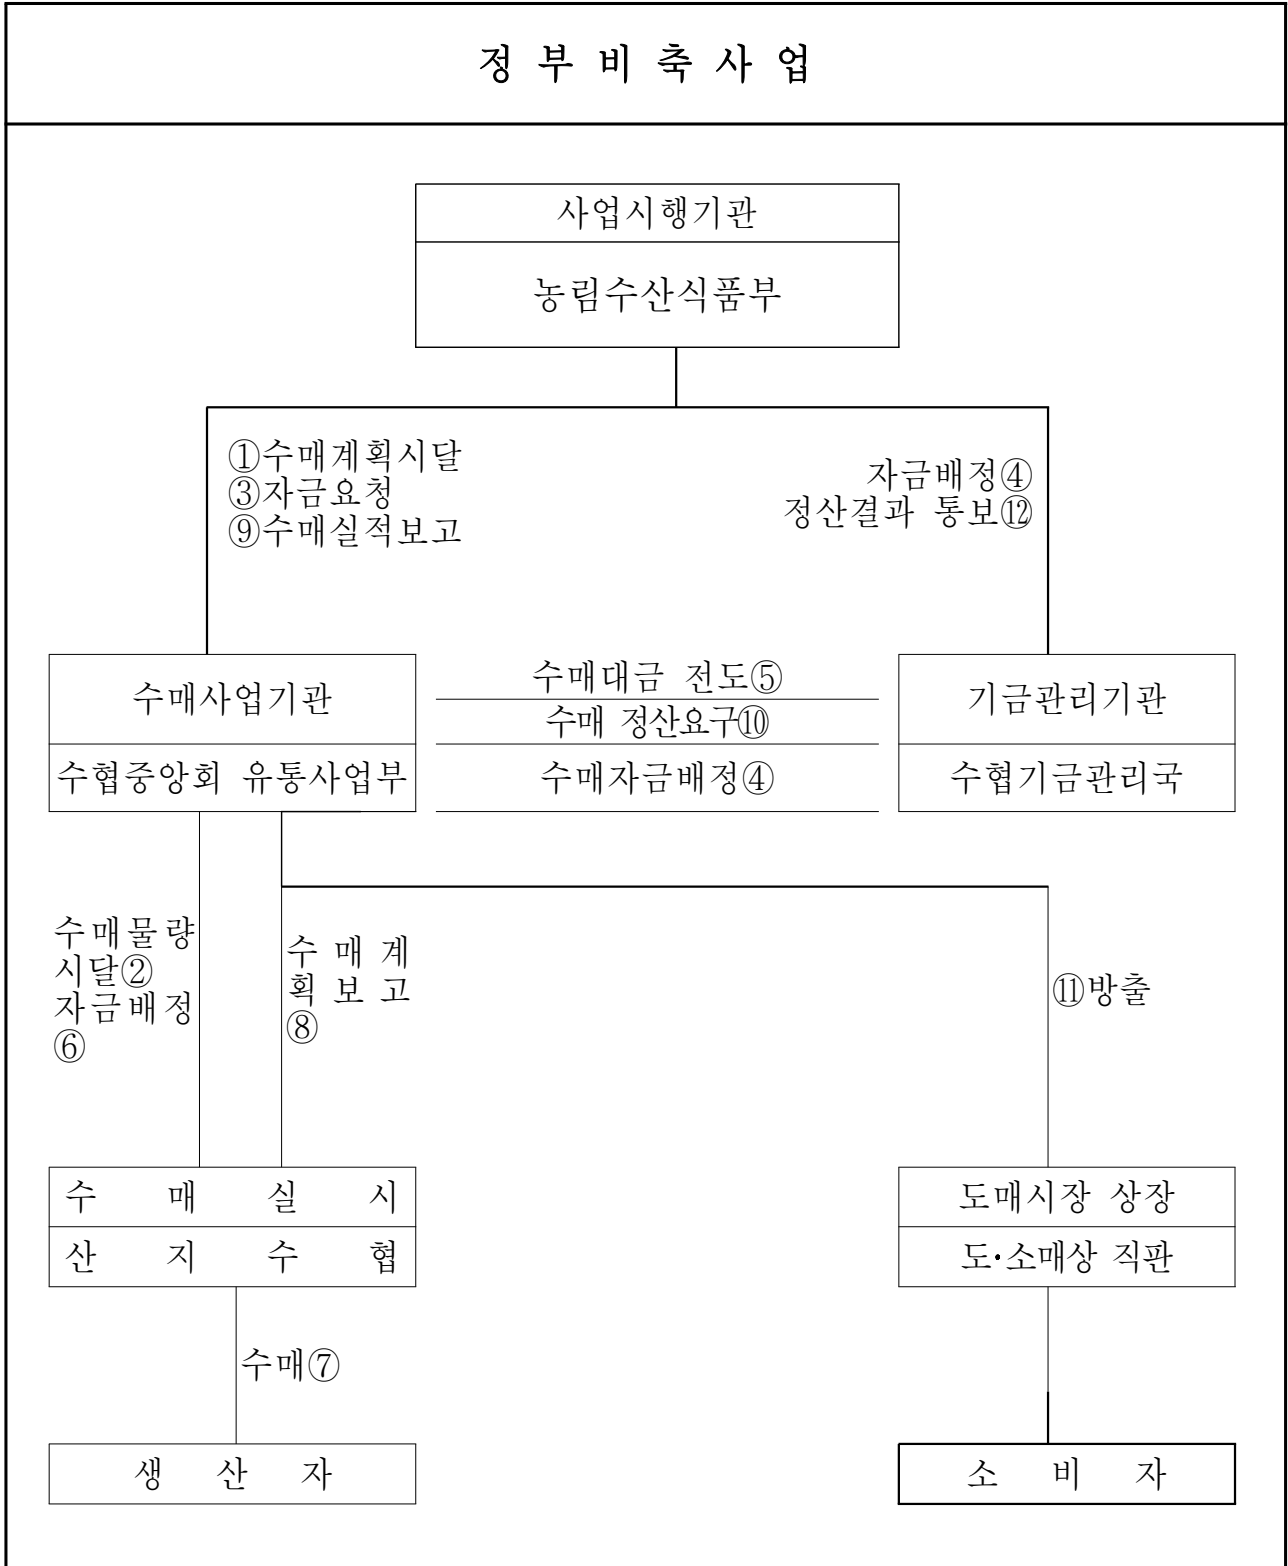 정 부 비 축 사 업
사업시행기관
농림수산식품부
①수매계획시달
③자금요청
⑨수매실적보고
자금배정④
정산결과 통보⑫
수매사업기관
수협중앙회 유통사업부
수매대금 전도⑤
수매 정산요구⑩
수매자금배정④
기금관리기관
수협기금관리국
수매물량
시달②
자금배정
⑥
수 매 계
획 보 고
⑧
⑪방출
수 매 실 시
산 지 수 협
도매시장 상장
도·소매상 직판
수매⑦
생 산 자
소 비 자